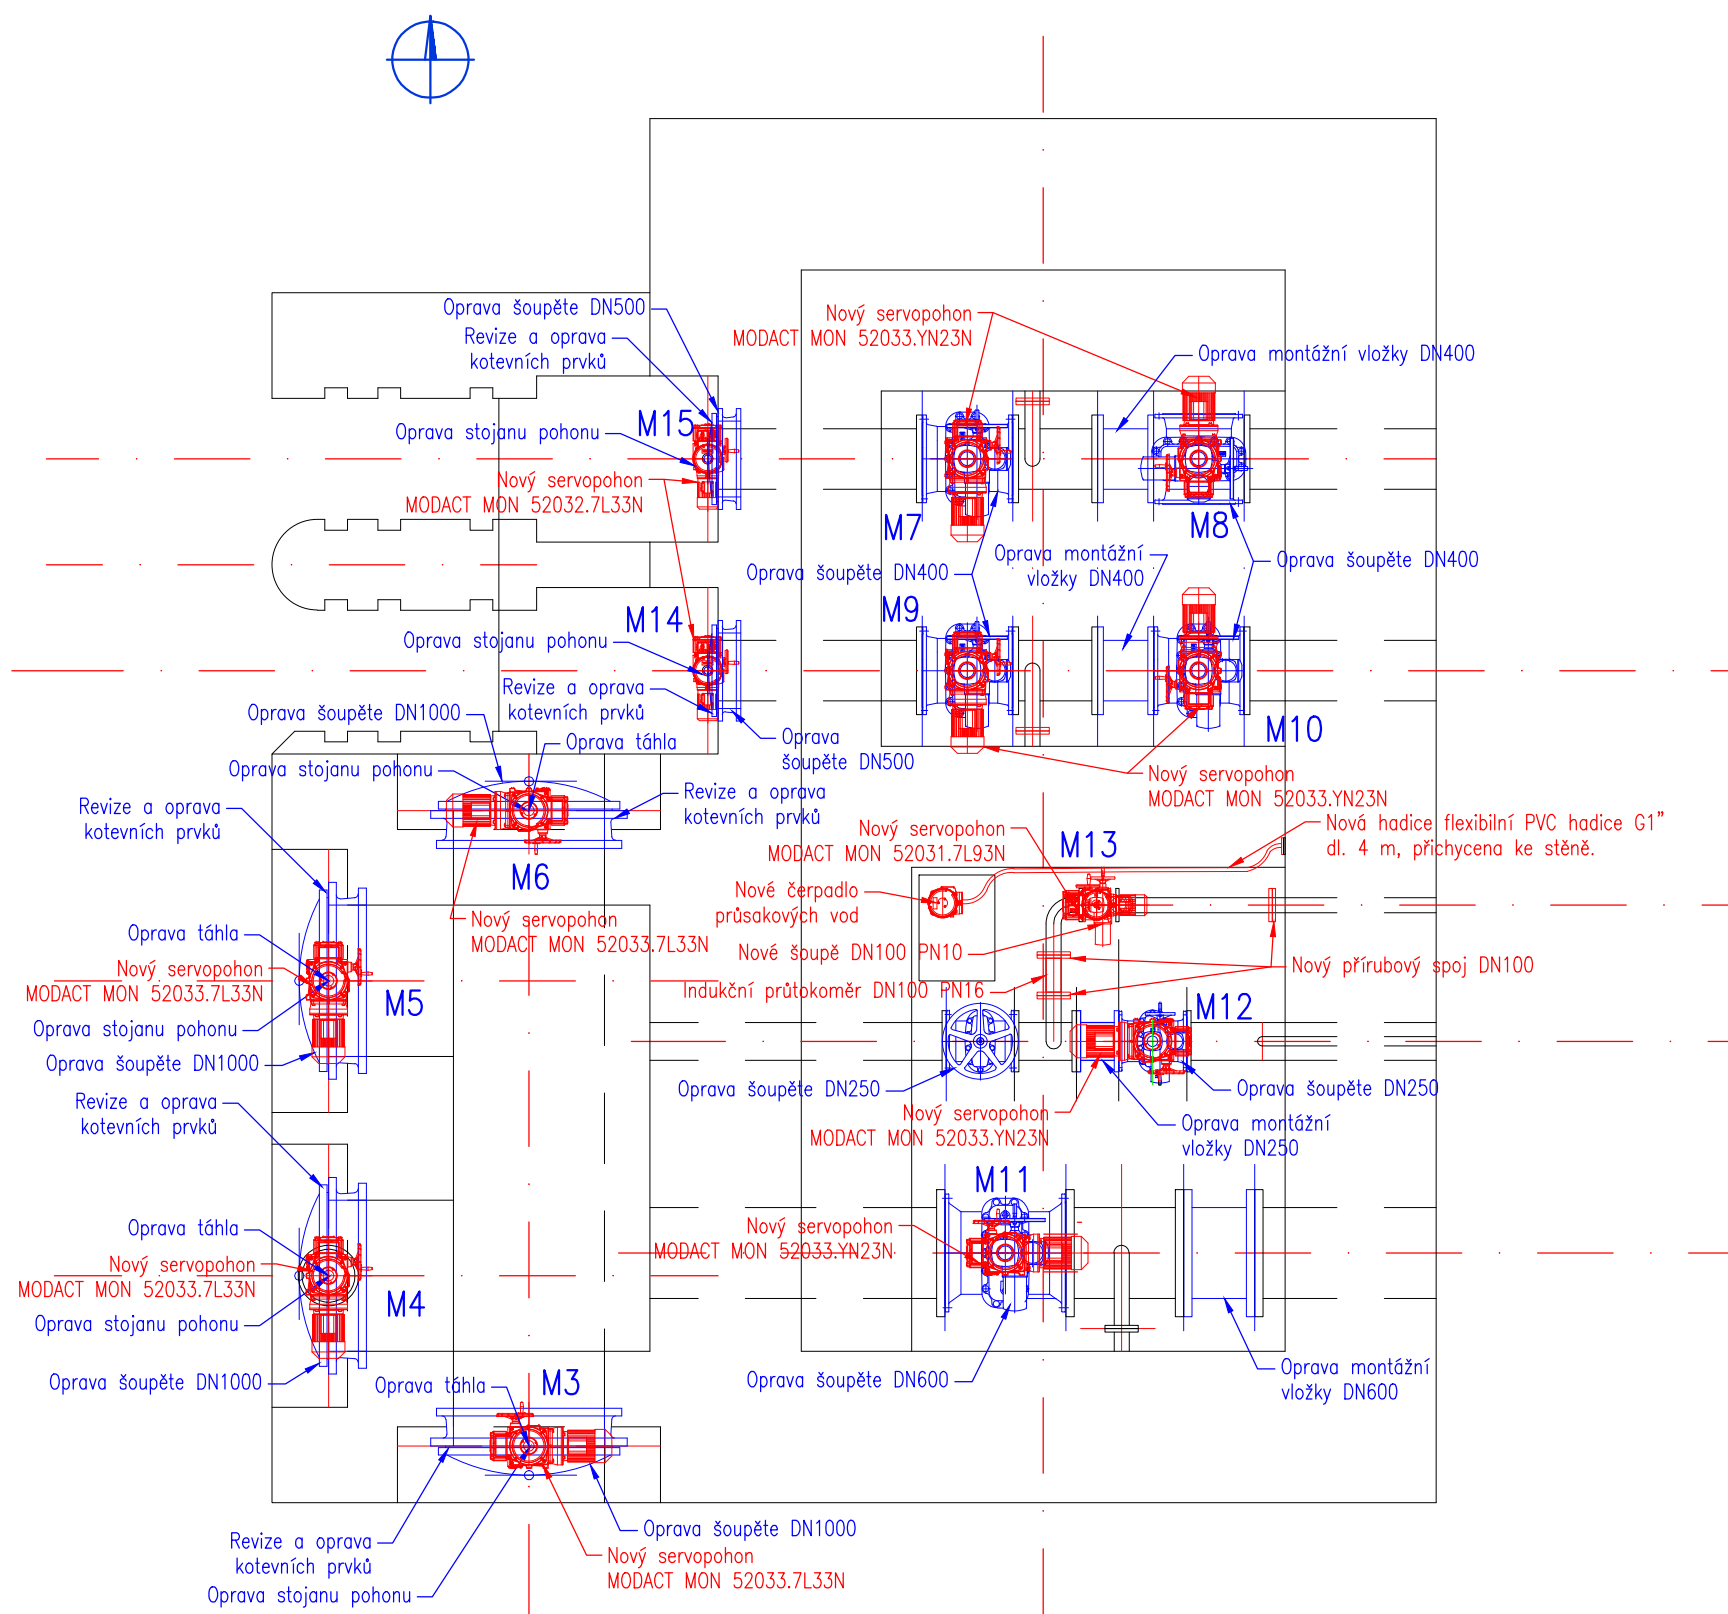 Oprava šoupěte DN500
Revize a oprava
kotevních prvků
Oprava stojanu pohonu
M15
Nový servopohon
MODACT MON 52032.7L33N
Nový servopohon
MODACT MON 52033.YN23N
Oprava montážní vložky DN400
M7
M8
Oprava šoupěte DN400
Oprava montážní
vložky DN400
Oprava šoupěte DN400
M9
M14
Oprava stojanu pohonu
Revize a oprava
kotevních prvků
Oprava
šoupěte DN500
M10
Nový servopohon
MODACT MON 52033.YN23N
Oprava šoupěte DN1000
Oprava táhla
Oprava stojanu pohonu
Revize a oprava
kotevních prvků
Revize a oprava
kotevních prvků
M6
Nový servopohon
MODACT MON 52033.7L33N
Nový servopohon
MODACT MON 52031.7L93N
M13
Nová hadice flexibilní PVC hadice G1”
dl. 4 m, přichycena ke stěně.
Nové čerpadlo
průsakových vod
Nové šoupě DN100 PN10
Indukční průtokoměr DN100 PN16
Nový přírubový spoj DN100
Oprava táhla
Nový servopohon
MODACT MON 52033.7L33N
M5
Oprava stojanu pohonu
Oprava šoupěte DN1000
M12
Oprava šoupěte DN250
Oprava šoupěte DN250
Nový servopohon
MODACT MON 52033.YN23N
Oprava montážní
vložky DN250
Revize a oprava
kotevních prvků
M11
Oprava táhla
Nový servopohon
MODACT MON 52033.7L33N
M4
Oprava stojanu pohonu
Oprava šoupěte DN1000
Nový servopohon
MODACT MON 52033.YN23N
Oprava šoupěte DN600
Oprava montážní
vložky DN600
Oprava táhla
M3
Revize a oprava
kotevních prvků
Oprava stojanu pohonu
Oprava šoupěte DN1000
Nový servopohon
MODACT MON 52033.7L33N